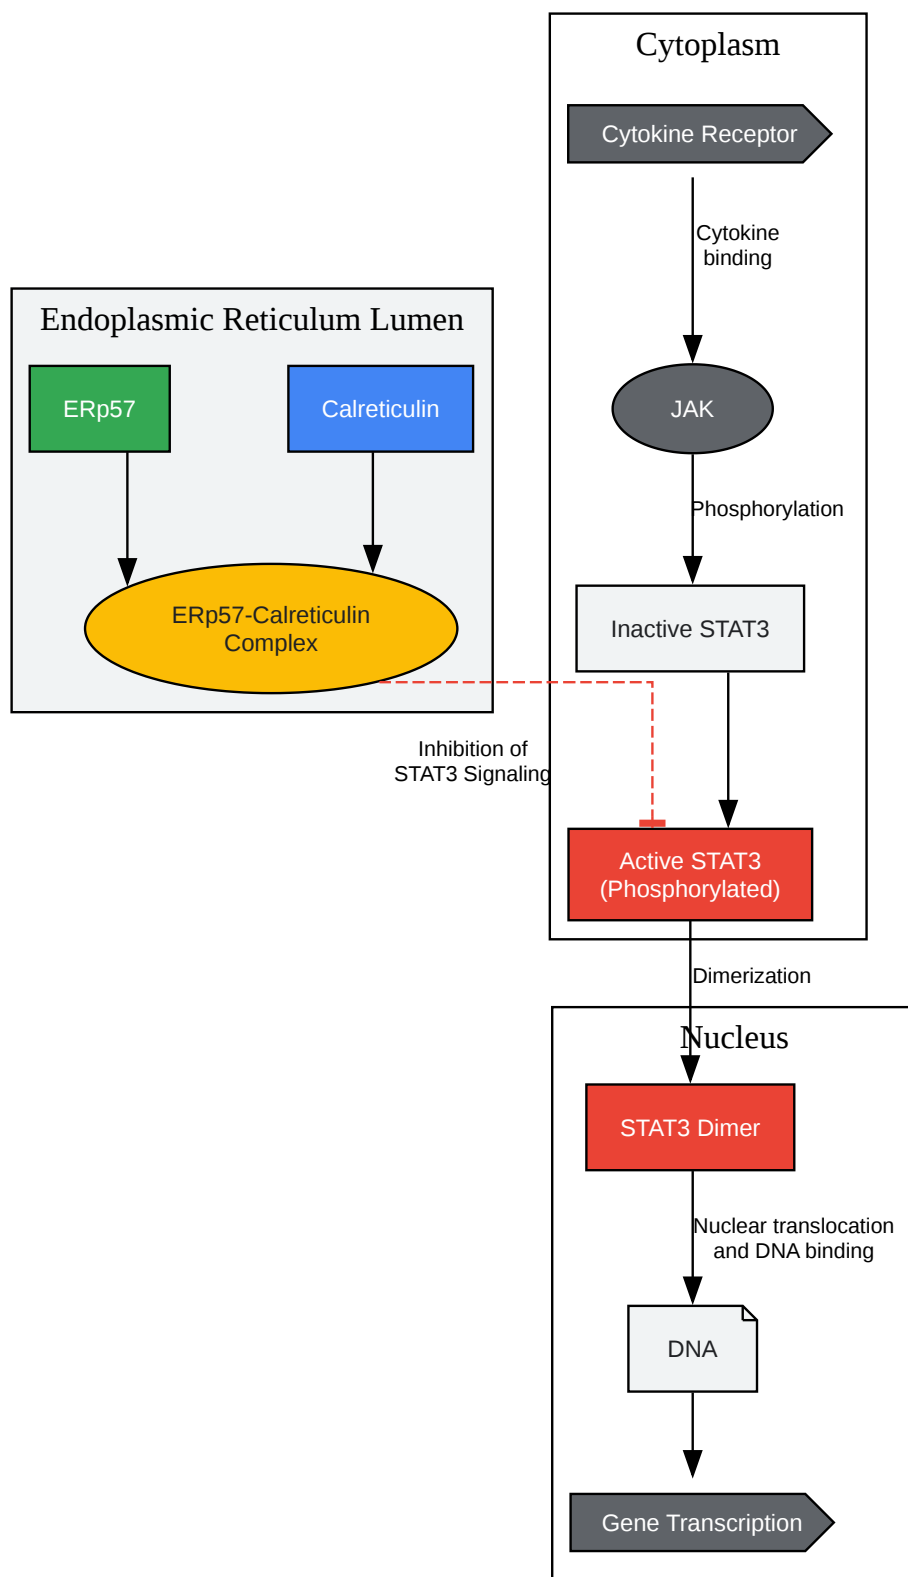 Cytoplasm
Cytokine Receptor
Cytokine
binding
Endoplasmic Reticulum Lumen
ERp57
Calreticulin
JAK
Phosphorylation
ERp57-Calreticulin
Complex
Inactive STAT3
Inhibition of
STAT3 Signaling
Active STAT3
(Phosphorylated)
Dimerization
Nucleus
STAT3 Dimer
Nuclear translocation
and DNA binding
DNA
Gene Transcription